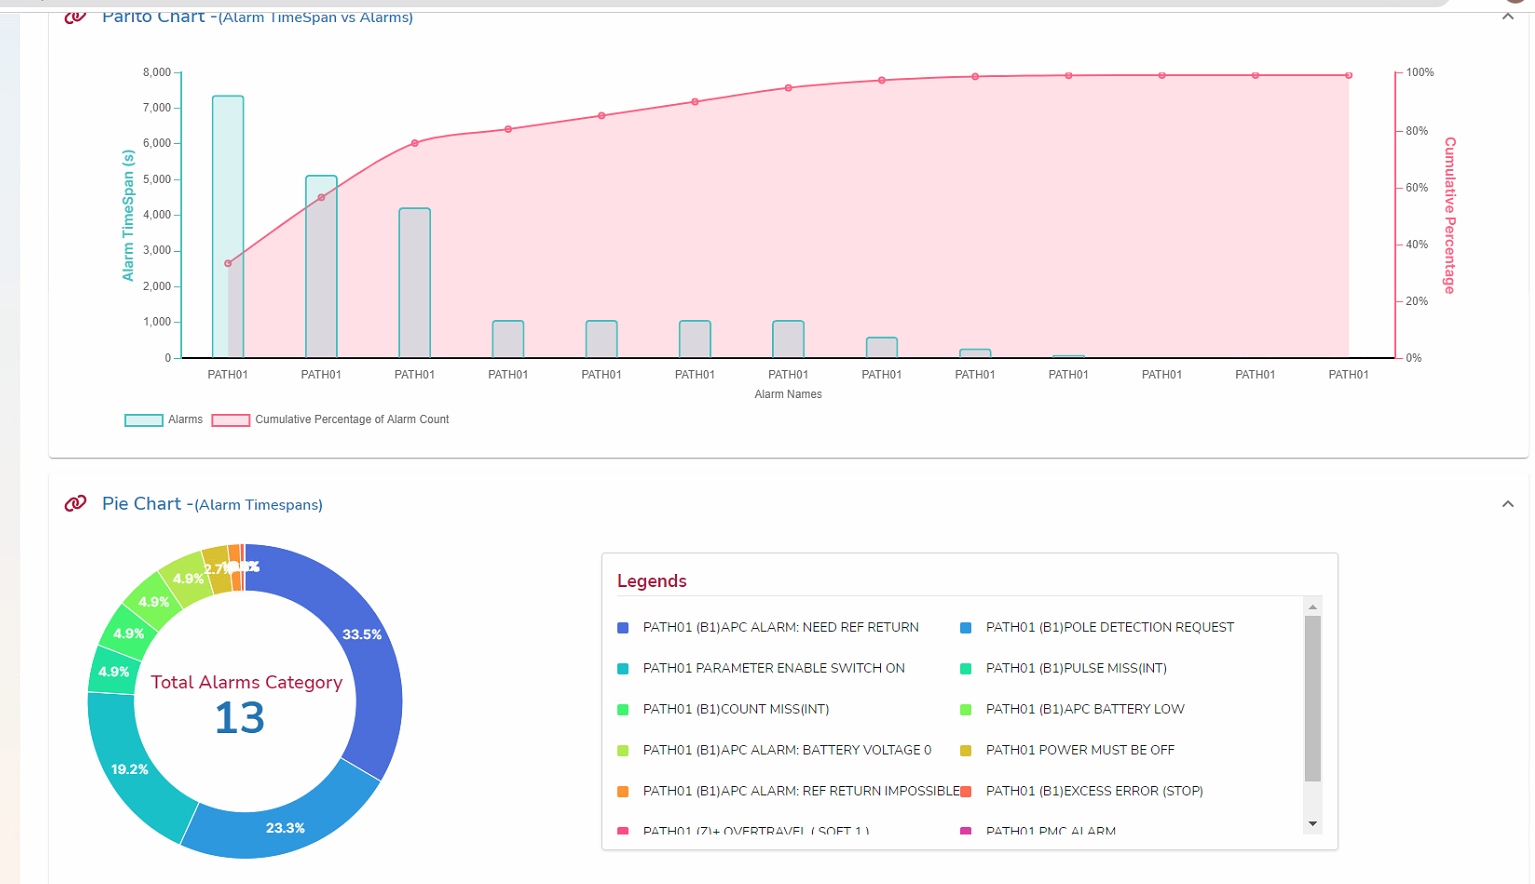 Parito Chart -(Alarm TimeSpan vs Alarms)
8,000
7,000
6,000
5,000
4,000
3,000
2,000
1,000
0
Alarm TimeSpan (s)
100%
80%
60%
40%
20%
0%
Cumulative Percentage
PATH01 PATH01 PATH01 PATH01 PATH01 PATH01 PATH01 PATH01 PATH01 PATH01 PATH01 PATH01 PATH01
Alarm Names
Alarms Cumulative Percentage of Alarm Count
Pie Chart -(Alarm Timespans)
33.5%
23.3%
19.2%
4.9%
4.9%
4.9%
4.9%
2.7%
Total Alarms Category
13
Legends
PATH01 (B1)APC ALARM: NEED REF RETURN PATH01 (B1)POLE DETECTION REQUEST
PATH01 PARAMETER ENABLE SWITCH ON PATH01 (B1)PULSE MISS(INT)
PATH01 (B1)COUNT MISS(INT) PATH01 (B1)APC BATTERY LOW
PATH01 (B1)APC ALARM: BATTERY VOLTAGE 0 PATH01 POWER MUST BE OFF
PATH01 (B1)APC ALARM: REF RETURN IMPOSSIBLE PATH01 (B1)EXCESS ERROR (STOP)
PATH01 (Z)+ OVERTRAVEL ( SOFT 1 ) PATH01 PMC ALARM